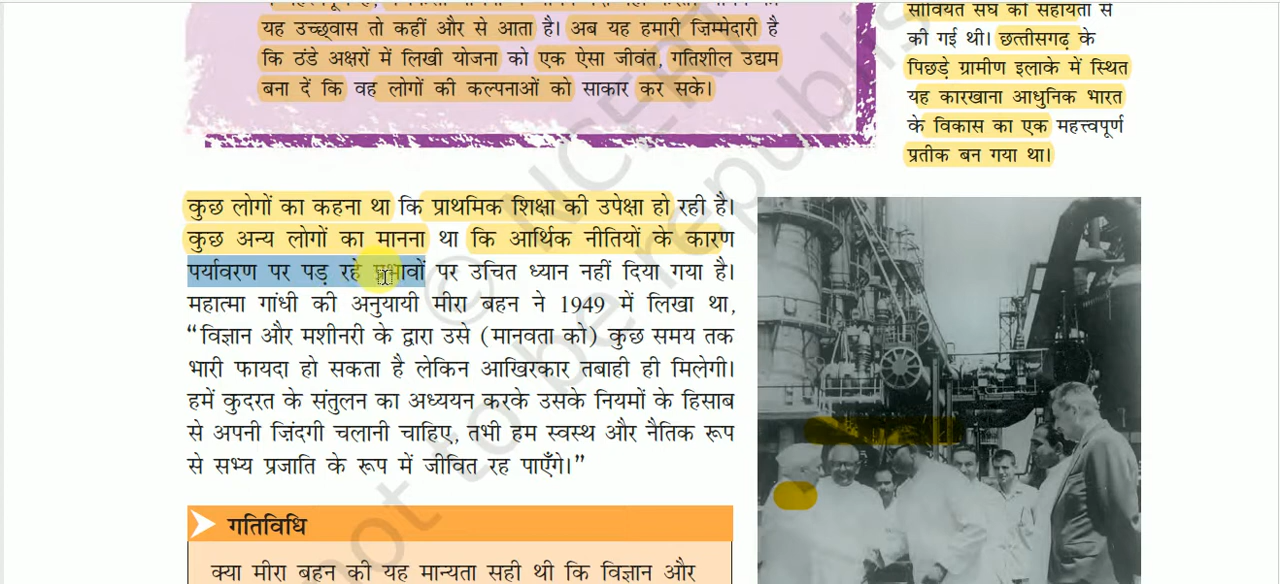 यह उच्छ्वास तो कहीं और से आता है। अब यह हमारी ज़िम्मेदारी है
कि ठंडे अक्षरों में लिखी योजना को एक ऐसा जीवंत, गतिशील उद्यम
बना दें कि वह लोगों की कल्पनाओं को साकार कर सके।
सोवियत संघ की सहायता से
की गई थी। छत्तीसगढ़ के
पिछड़े ग्रामीण इलाके में स्थित
यह कारखाना आधुनिक भारत
के विकास का एक महत्त्वपूर्ण
प्रतीक बन गया था।
कुछ लोगों का कहना था कि प्राथमिक शिक्षा की उपेक्षा हो रही है।
कुछ अन्य लोगों का मानना था कि आर्थिक नीतियों के कारण
पर्यावरण पर पड़ रहे प्रभावों पर उचित ध्यान नहीं दिया गया है।
महात्मा गांधी की अनुयायी मीरा बहन ने 1949 में लिखा था,
“विज्ञान और मशीनरी के द्वारा उसे (मानवता को) कुछ समय तक
भारी फायदा हो सकता है लेकिन आखिरकार तबाही ही मिलेगी।
हमें कुदरत के संतुलन का अध्ययन करके उसके नियमों के हिसाब
से अपनी ज़िंदगी चलानी चाहिए, तभी हम स्वस्थ और नैतिक रूप
से सभ्य प्रजाति के रूप में जीवित रह पाएँगे।”
गतिविधि
क्या मीरा बहन की यह मान्यता सही थी कि विज्ञान और
© NCERT
not to be republis